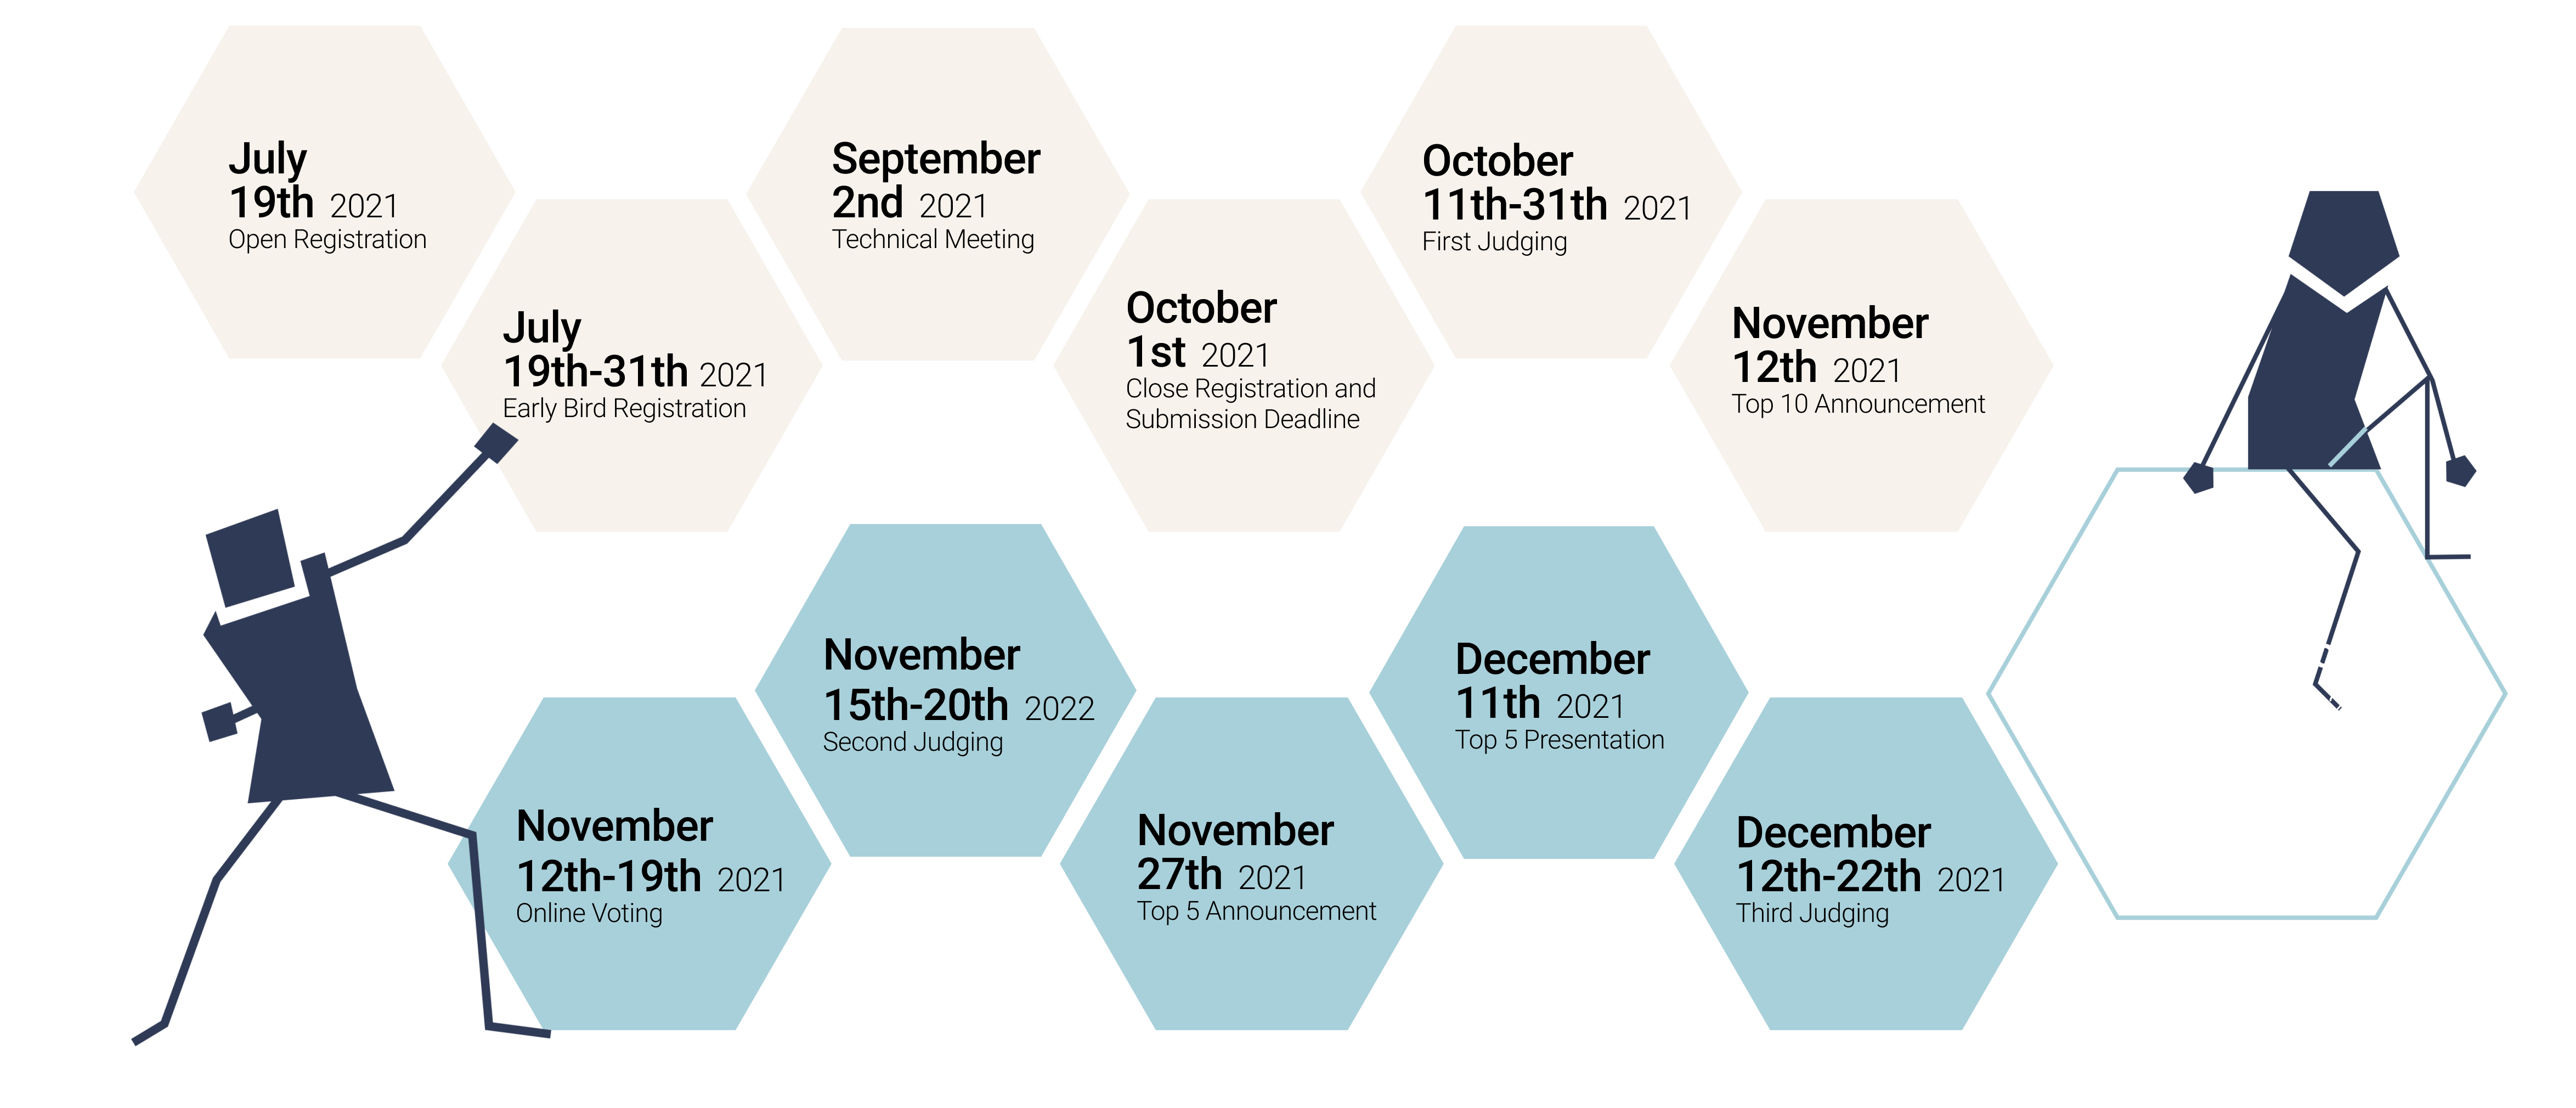 July
19th 2021
Open Registration
July
19th-31th 2021
Early Bird Registration
September
2nd 2021
Technical Meeting
October
1st 2021
Close Registration and
Submission Deadline
October
11th-31th 2021
First Judging
November
12th 2021
Top 10 Announcement
November
12th-19th 2021
Online Voting
November
15th-20th 2022
Second Judging
November
27th 2021
Top 5 Announcement
December
11th 2021
Top 5 Presentation
December
12th-22th 2021
Third Judging